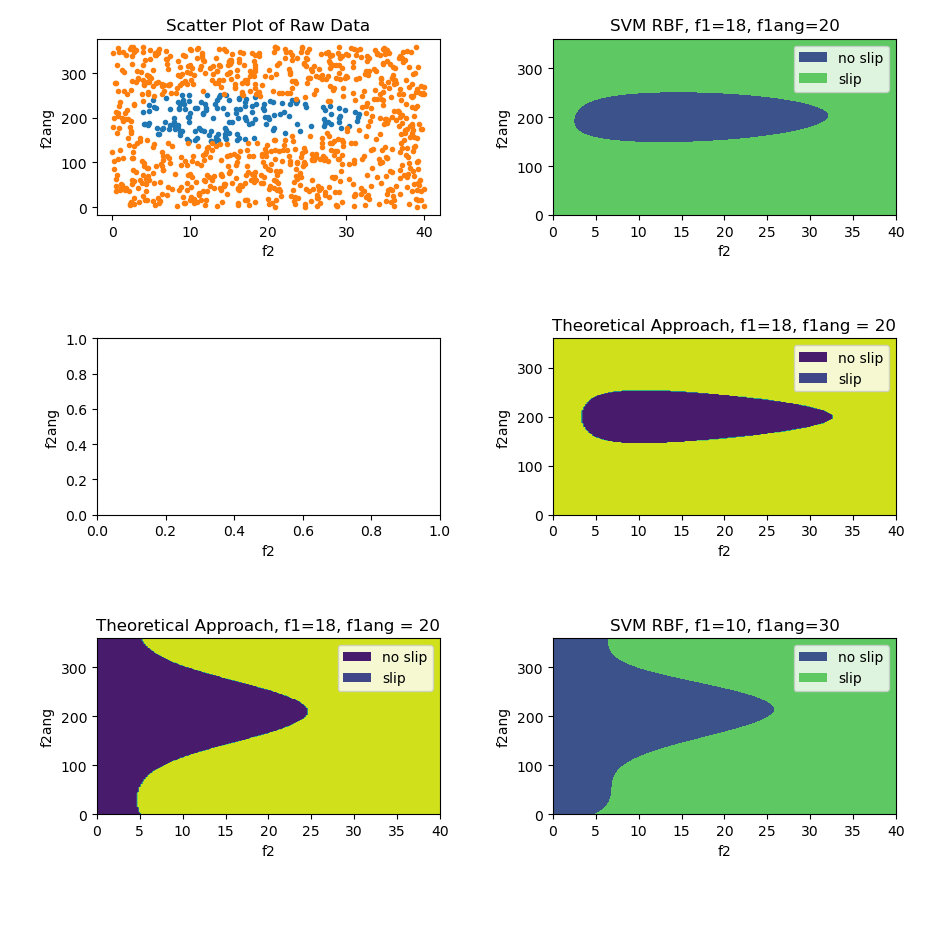 Scatter Plot of Raw Data
f2ang
300
200
100
0
0 10 20 30 40
f2
SVM RBF, f1=18, f1ang=20
no slip
slip
f2ang
300
200
100
0
0 5 10 15 20 25 30 35 40
f2
f2ang
1.0
0.8
0.6
0.4
0.2
0.0
0.0 0.2 0.4 0.6 0.8 1.0
f2
Theoretical Approach, f1=18, f1ang = 20
no slip
slip
f2ang
300
200
100
0
0 5 10 15 20 25 30 35 40
f2
Theoretical Approach, f1=18, f1ang = 20
no slip
slip
f2ang
300
200
100
0
0 5 10 15 20 25 30 35 40
f2
SVM RBF, f1=10, f1ang=30
no slip
slip
f2ang
300
200
100
0
0 5 10 15 20 25 30 35 40
f2